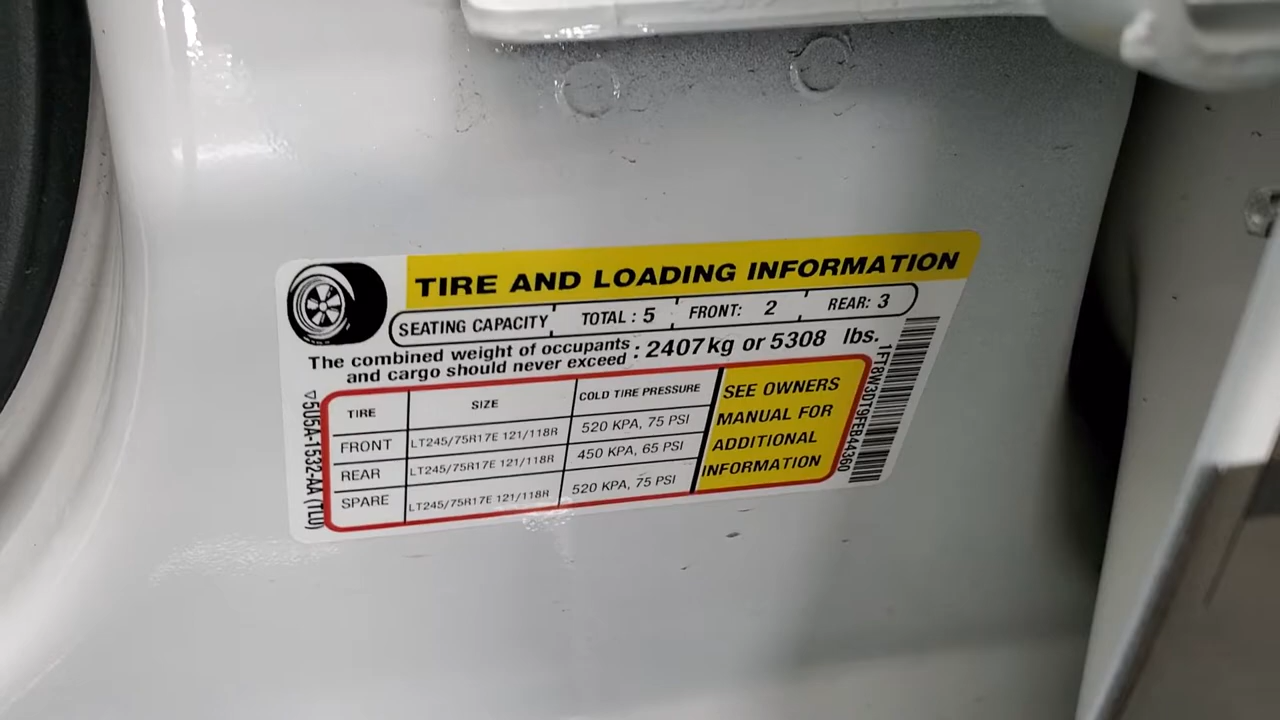 TIRE AND LOADING INFORMATION
SEATING CAPACITY TOTAL : 5 FRONT: 2 REAR: 3
The combined weight of occupants
and cargo should never exceed : 2407kg or 5308 lbs.
TIRE SIZE COLD TIRE PRESSURE
FRONT LT245/75R17E 121/118R 520 KPA, 75 PSI
REAR LT245/75R17E 121/118R 450 KPA, 65 PSI
SPARE LT245/75R17E 121/118R 520 KPA, 75 PSI
SEE OWNERS
MANUAL FOR
ADDITIONAL
INFORMATION
▽5U5A-1532-AA (TLU)
1FT8W3DT9FEB44360